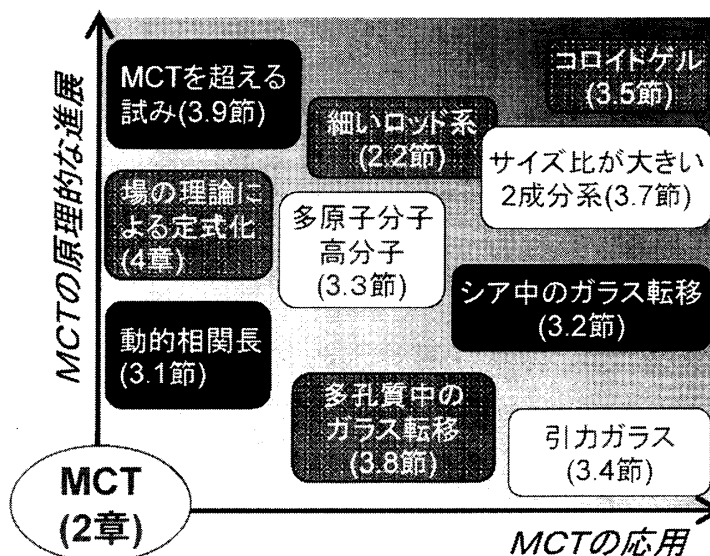 MCTの原理的な進展
MCTを超える
試み(3.9節)
コロイドゲル
(3.5節)
細いロッド系
(2.2節)
サイズ比が大きい
2成分系(3.7節)
場の理論に
よる定式化
(4章)
多原子分子
高分子
(3.3節)
シア中のガラス転移
(3.2節)
動的相関長
(3.1節)
多孔質中の
ガラス転移
(3.8節)
引力ガラス
(3.4節)
MCT
(2章)
MCTの応用